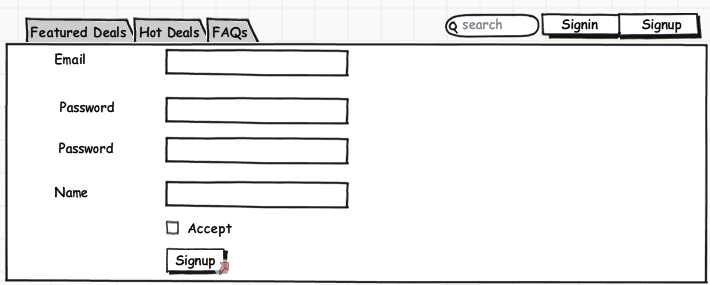 Featured Deals Hot Deals FAQs search Signin Signup
Email
Password
Password
Name
Accept
Signup